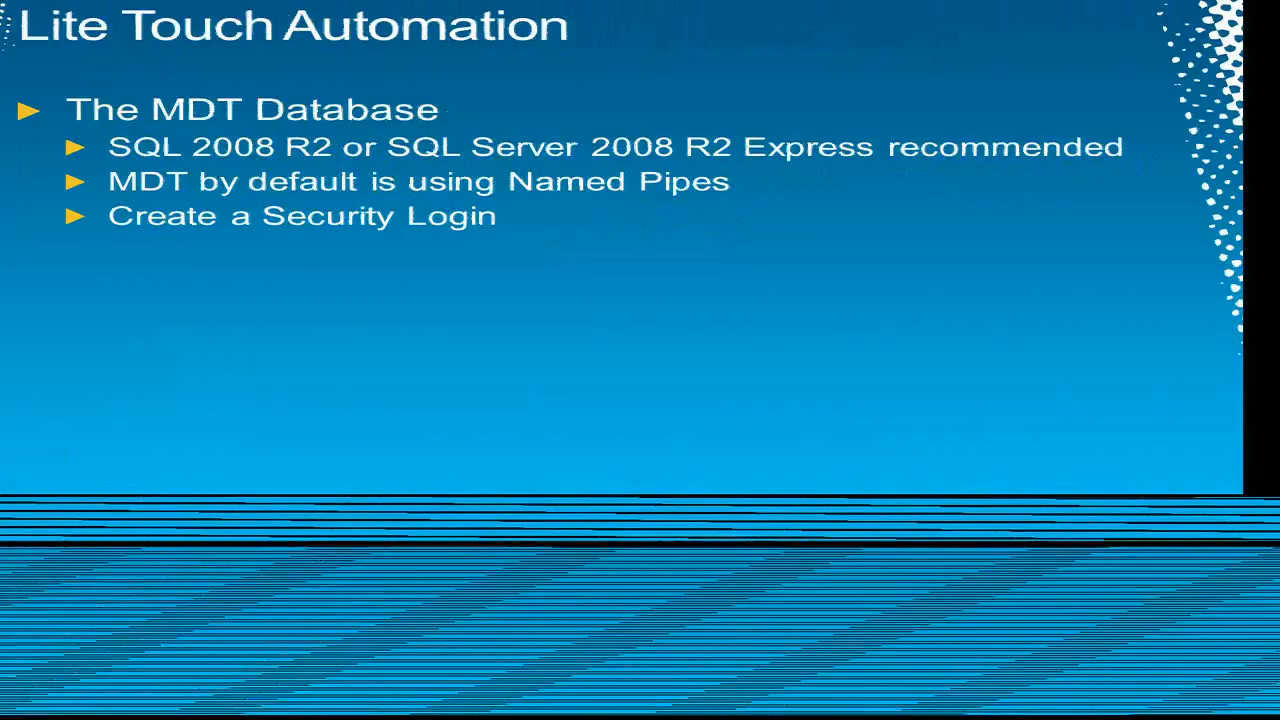 Lite Touch Automation
The MDT Database
SQL 2008 R2 or SQL Server 2008 R2 Express recommended
MDT by default is using Named Pipes
Create a Security Login